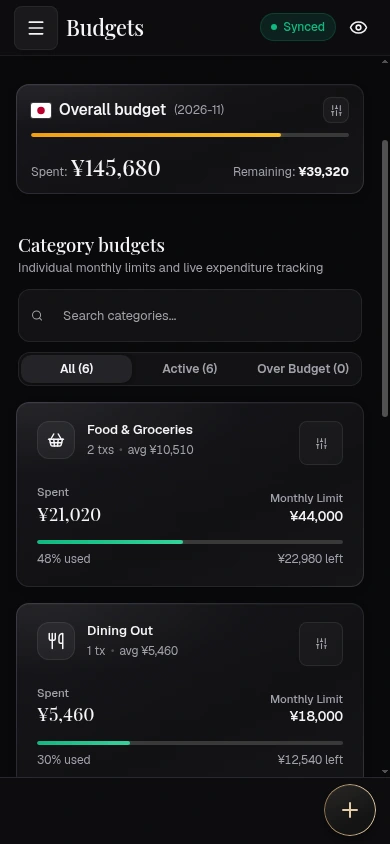 Budgets
Synced
Overall budget (2026-11)
Spent: ¥145,680
Remaining: ¥39,320
Category budgets
Individual monthly limits and live expenditure tracking
Search categories...
All (6)
Active (6)
Over Budget (0)
Food & Groceries
2 txs • avg ¥10,510
Spent
¥21,020
Monthly Limit
¥44,000
48% used
¥22,980 left
Dining Out
1 tx • avg ¥5,460
Spent
¥5,460
Monthly Limit
¥18,000
30% used
¥12,540 left